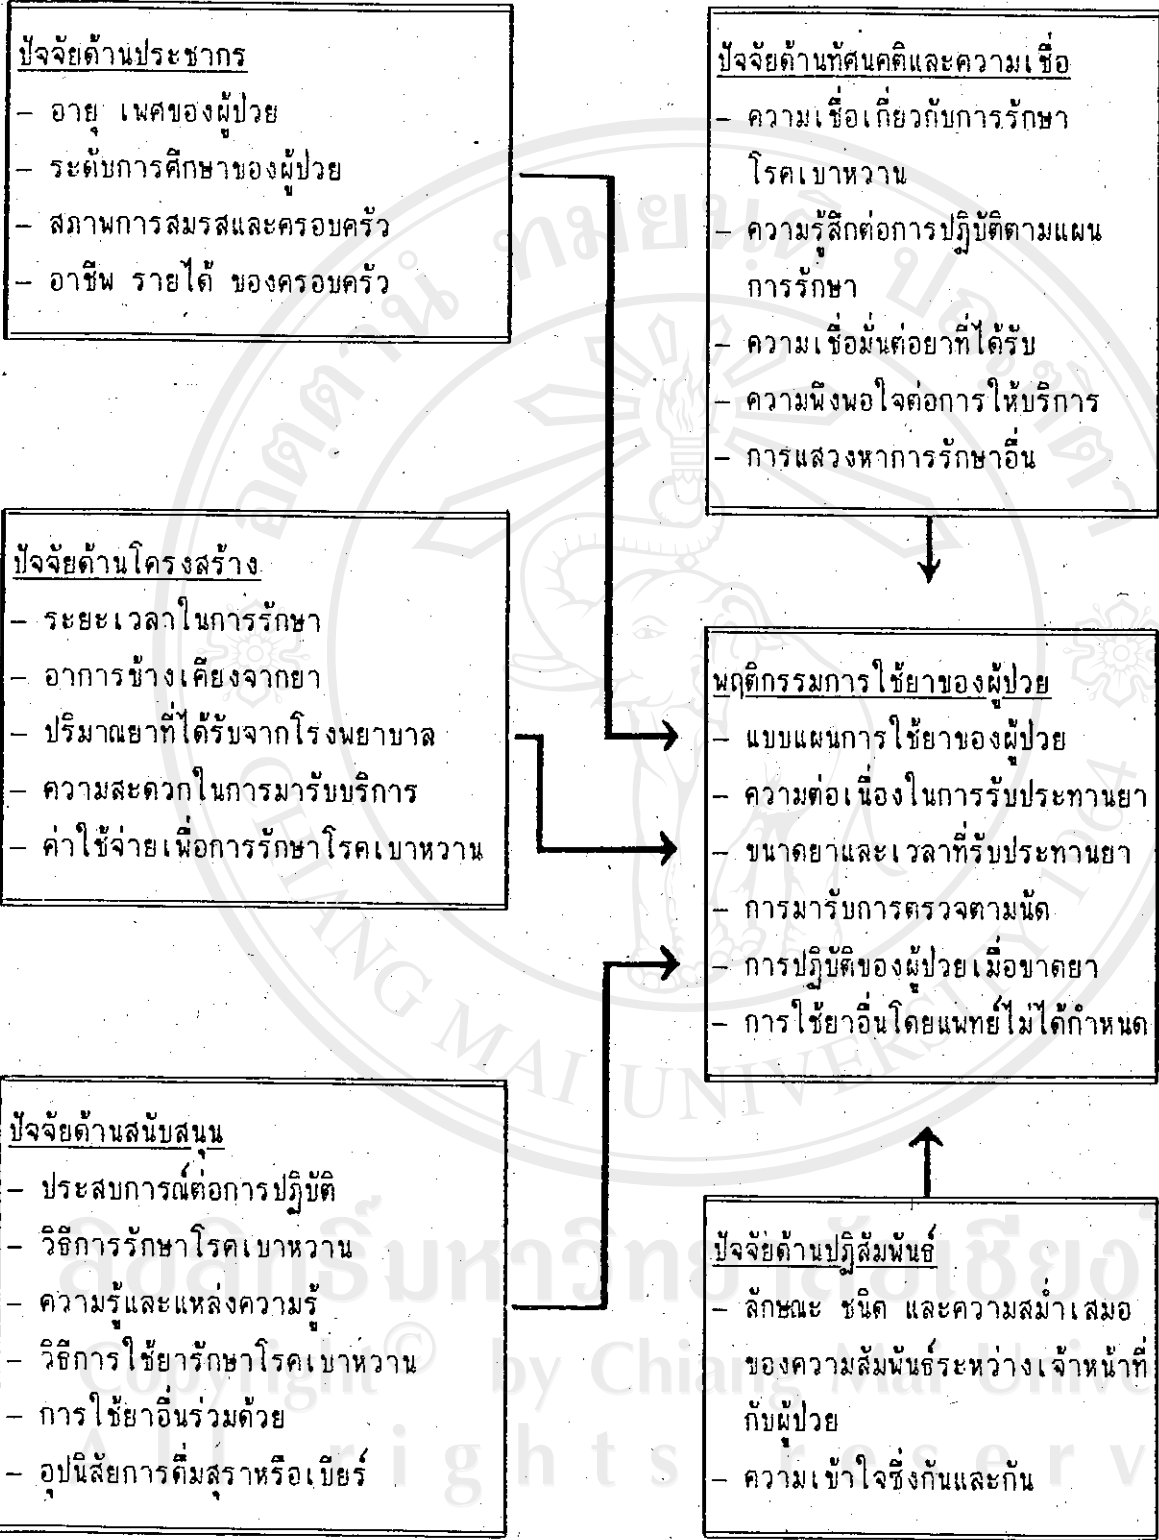 ปัจจัยด้านประชากร
- อายุ เพศของผู้ป่วย
- ระดับการศึกษาของผู้ป่วย
- สภาพการสมรสและครอบครัว
- อาชีพ รายได้ ของครอบครัว
ปัจจัยด้านโครงสร้าง
- ระยะเวลาในการรักษา
- อาการข้างเคียงจากยา
- ปริมาณยาที่ได้รับจากโรงพยาบาล
- ความสะดวกในการมารับบริการ
- ค่าใช้จ่ายเพื่อการรักษาโรคเบาหวาน
ปัจจัยด้านสนับสนุน
- ประสบการณ์ต่อการปฏิบัติ
- วิธีการรักษาโรคเบาหวาน
- ความรู้และแหล่งความรู้
- วิธีการใช้ยารักษาโรคเบาหวาน
- การใช้ยาอื่นร่วมด้วย
- อุปนิสัยการดื่มสุราหรือเบียร์
ปัจจัยด้านทัศนคติและความเชื่อ
- ความเชื่อเกี่ยวกับการรักษา
โรคเบาหวาน
- ความรู้สึกต่อการปฏิบัติตามแผน
การรักษา
- ความเชื่อมั่นต่อยาที่ได้รับ
- ความพึงพอใจต่อการให้บริการ
- การแสวงหาการรักษาอื่น
พฤติกรรมการใช้ยาของผู้ป่วย
- แบบแผนการใช้ยาของผู้ป่วย
- ความต่อเนื่องในการรับประทานยา
- ขนาดยาและเวลาที่รับประทานยา
- การมารับการตรวจตามนัด
- การปฏิบัติของผู้ป่วยเมื่อขาดยา
- การใช้ยาอื่นโดยแพทย์ไม่ได้กำหนด
ปัจจัยด้านปฏิสัมพันธ์
- ลักษณะ ชนิด และความสม่ำเสมอ
ของความสัมพันธ์ระหว่างเจ้าหน้าที่
กับผู้ป่วย
- ความเข้าใจซึ่งกันและกัน
CHIANG MAI UNIVERSITY 1964
Copyright © by Chiang Mai Unive
All rights reserv